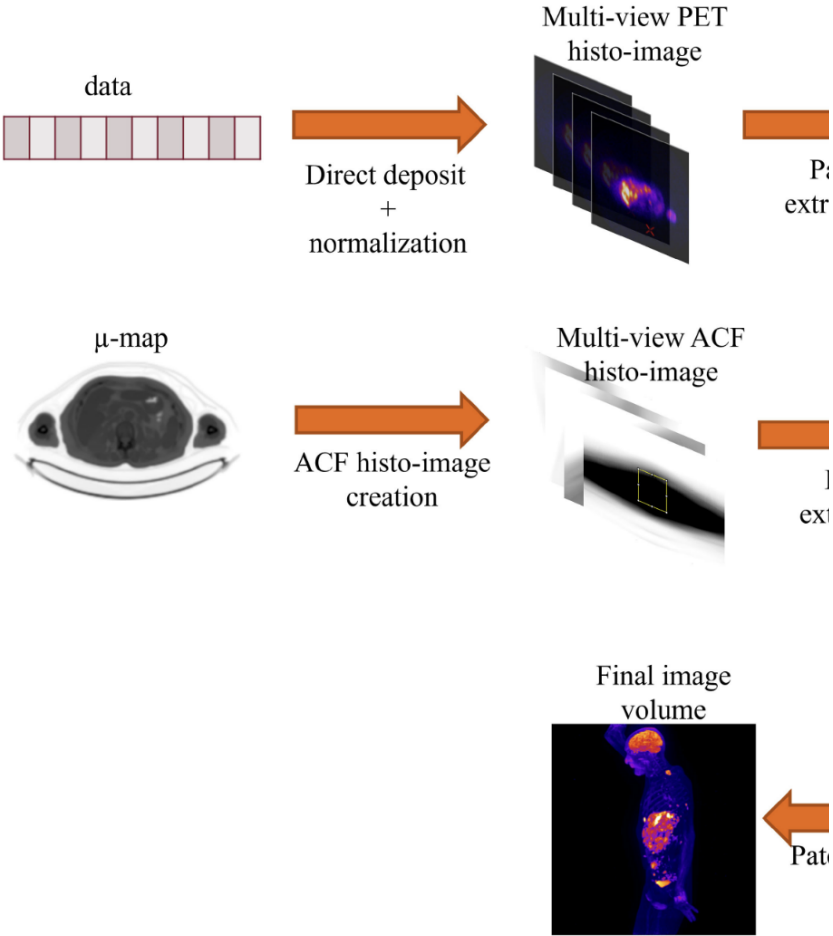 Multi-view PET
histo-image
data
Direct deposit
+
normalization
μ-map
Multi-view ACF
histo-image
ACF histo-image
creation
Final image
volume